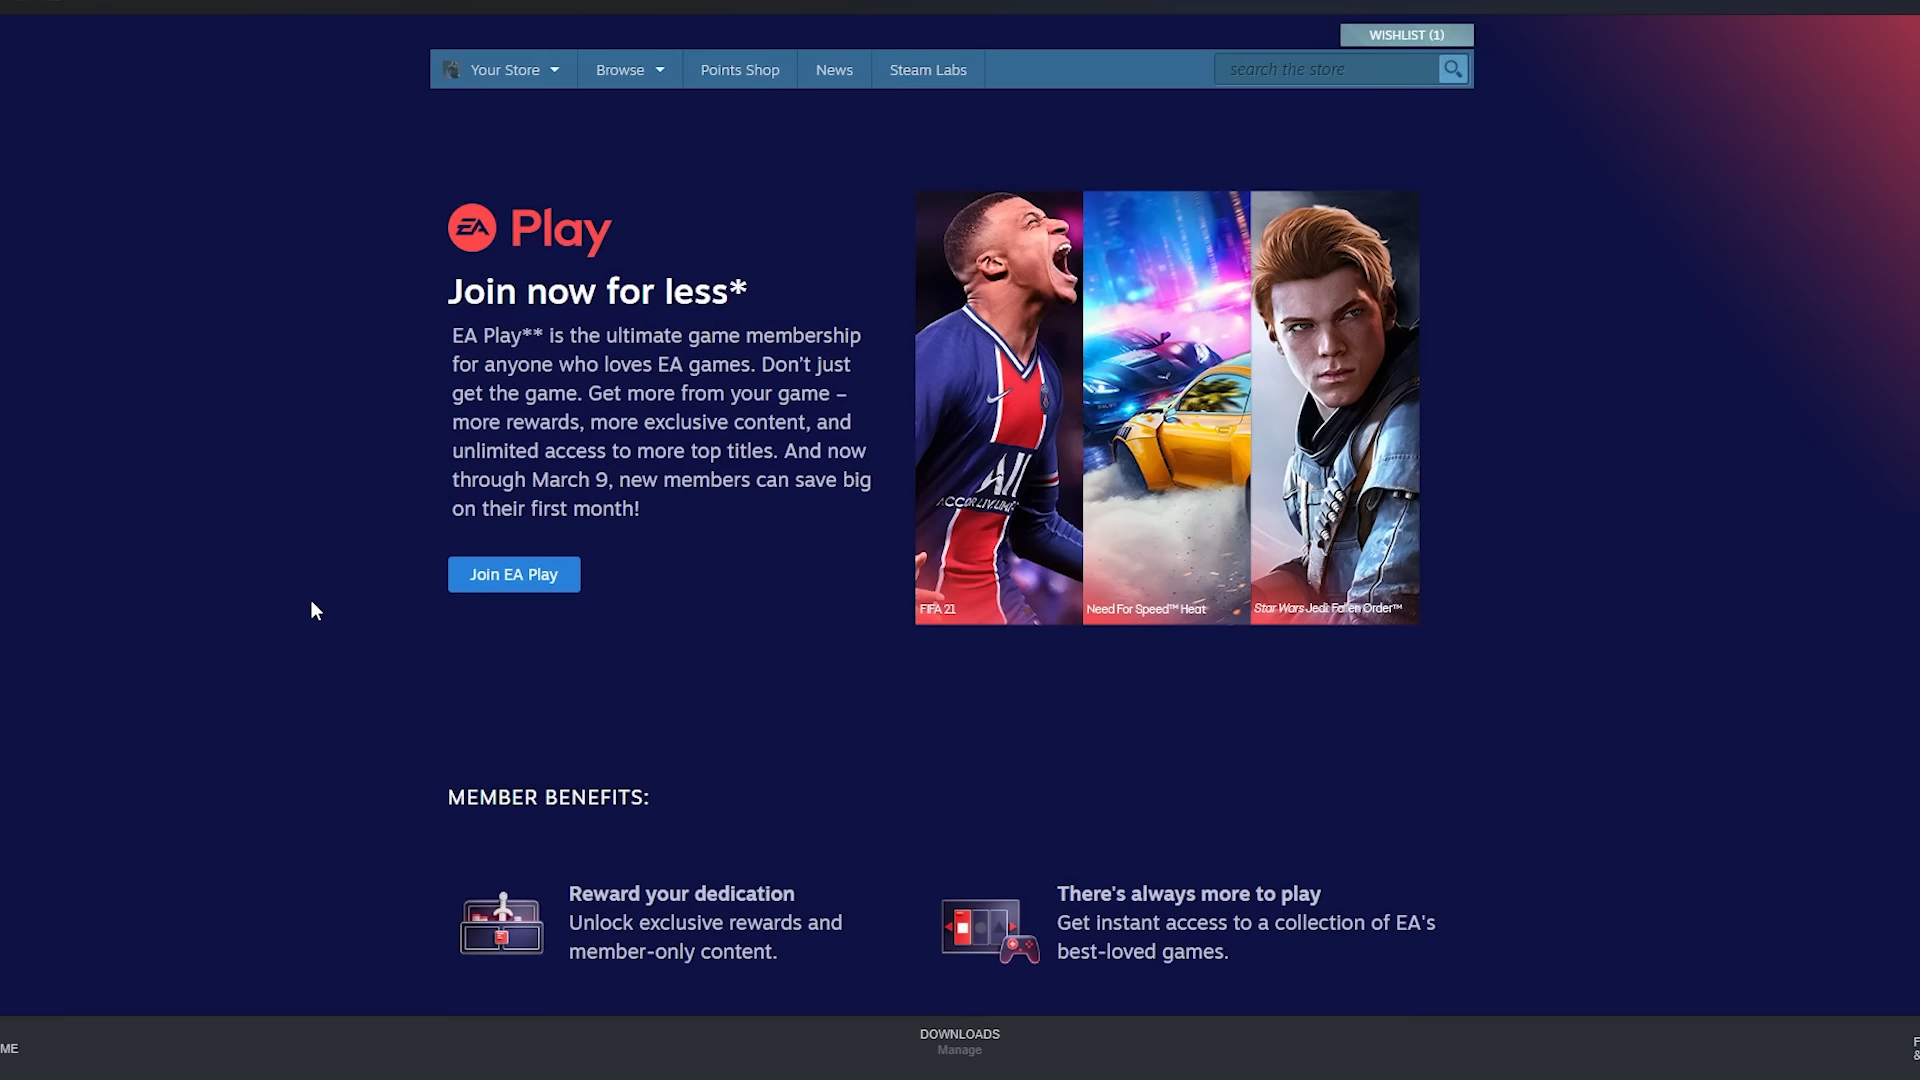 WISHLIST (1)
Your Store
Browse
Points Shop
News
Steam Labs
search the store
EA Play
Join now for less*
EA Play** is the ultimate game membership
for anyone who loves EA games. Don't just
get the game. Get more from your game –
more rewards, more exclusive content, and
unlimited access to more top titles. And now
through March 9, new members can save big
on their first month!
Join EA Play
ACCOR LIVE LIMITLESS
FIFA 21
Need For Speed™ Heat
Star Wars Jedi: Fallen Order™
MEMBER BENEFITS:
Reward your dedication
Unlock exclusive rewards and
member-only content.
There's always more to play
Get instant access to a collection of EA's
best-loved games.
ME
DOWNLOADS
Manage
F
&